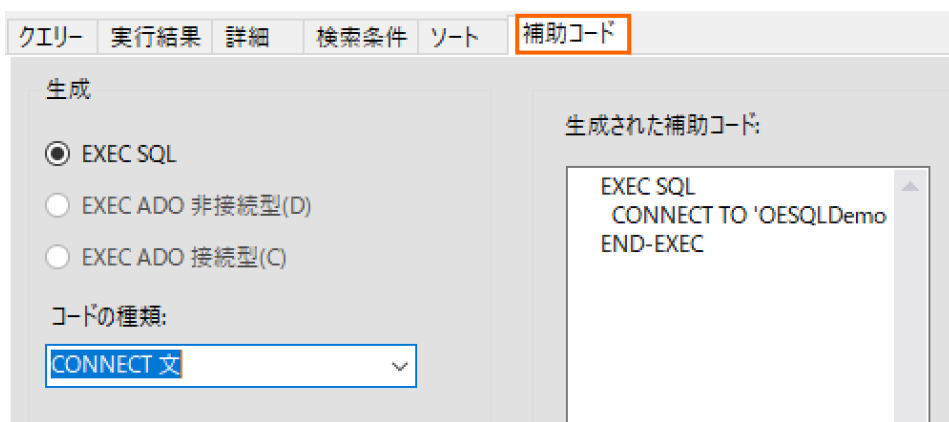 クエリー 実行結果 詳細 検索条件 ソート 補助コード
生成
EXEC SQL
EXEC ADO 非接続型(D)
EXEC ADO 接続型(C)
コードの種類:
CONNECT 文
生成された補助コード:
EXEC SQL
CONNECT TO 'OESQLDemo
END-EXEC